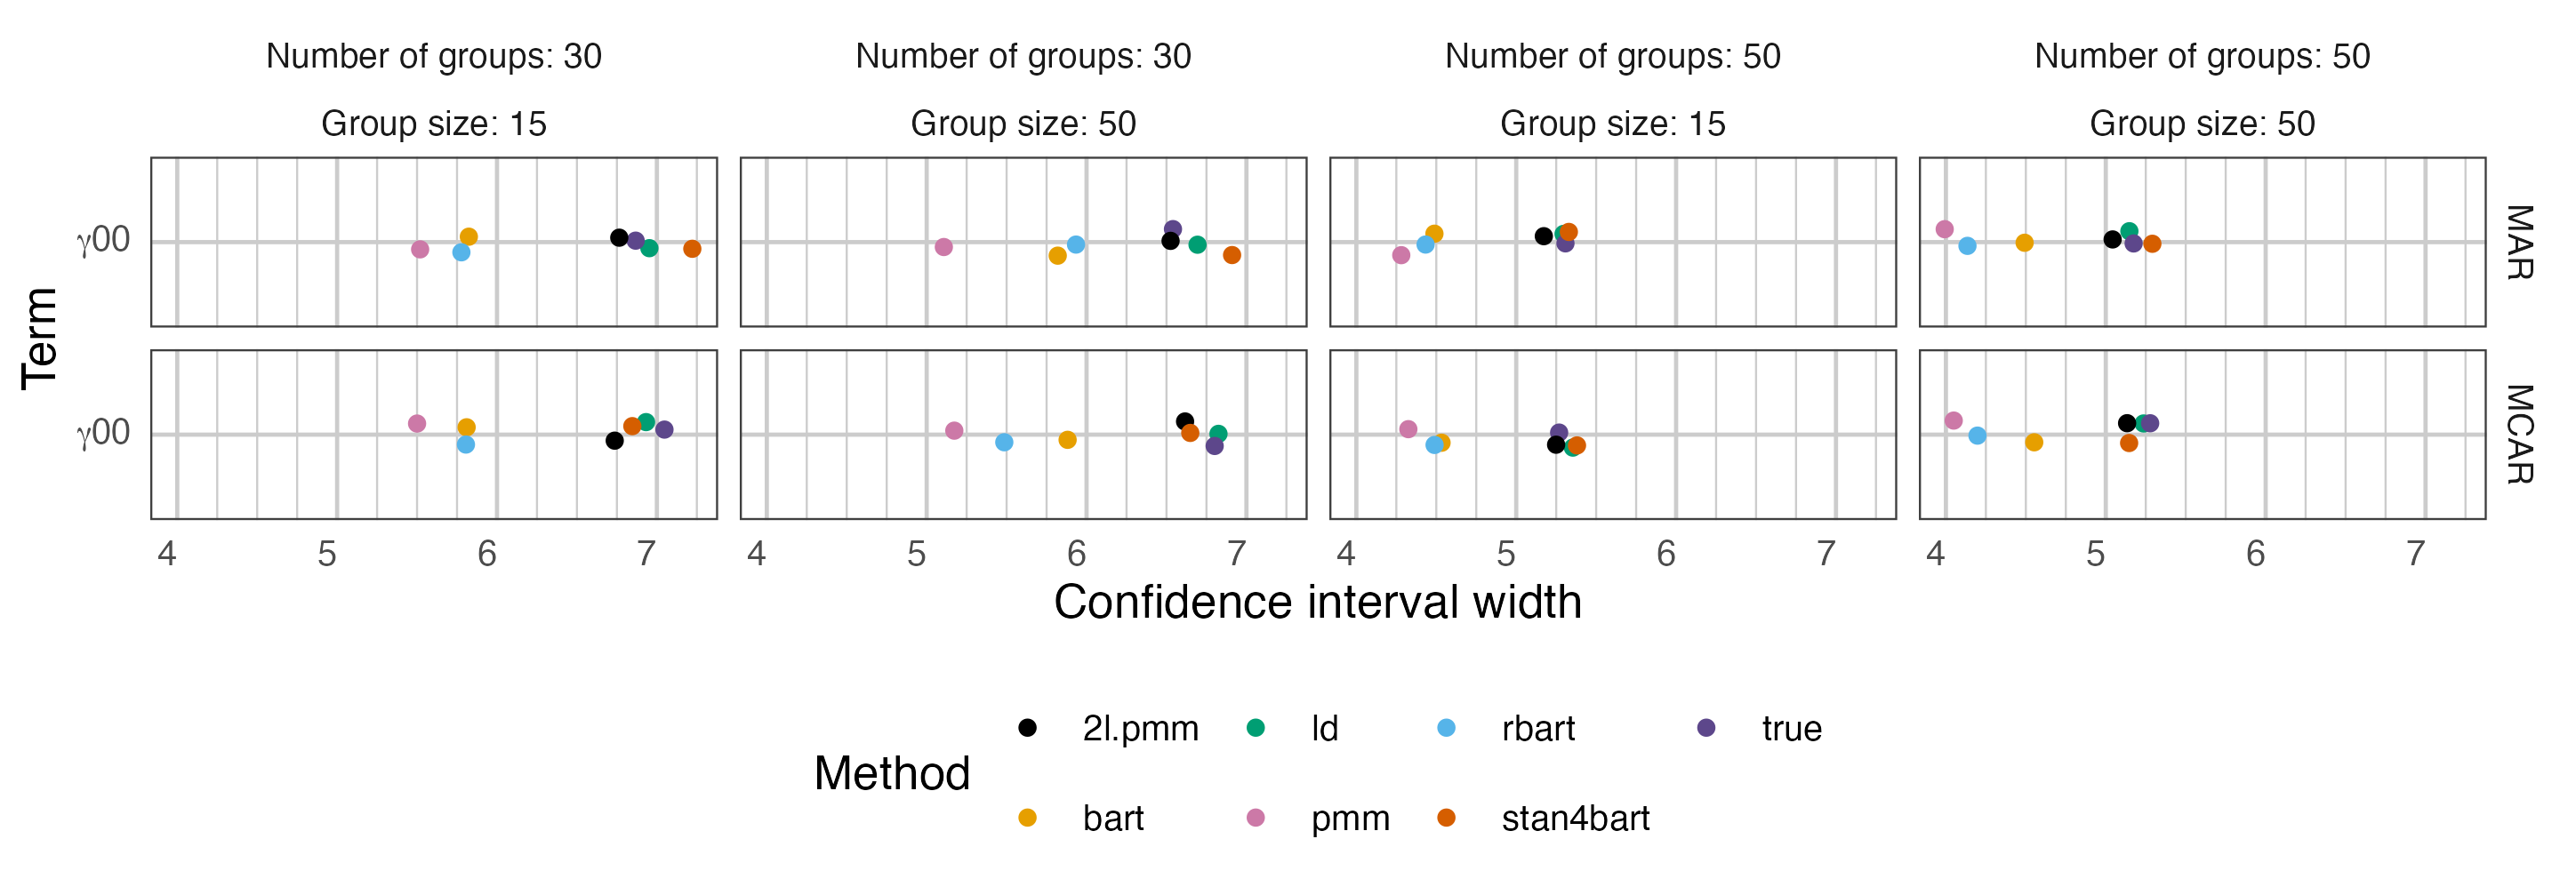 Number of groups: 30 Number of groups: 30 Number of groups: 50 Number of groups: 50
Group size: 15 Group size: 50 Group size: 15 Group size: 50
γ00 MAR
γ00 MCAR
Term
4 5 6 7 4 5 6 7 4 5 6 7 4 5 6 7
Confidence interval width
Method
2l.pmm ld rbart true
bart pmm stan4bart